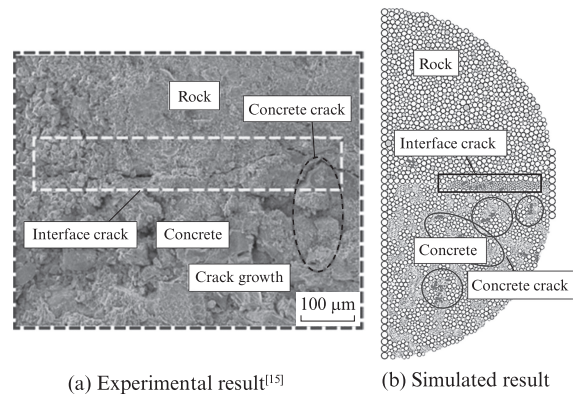 Rock
Concrete crack
Interface crack
Concrete
Crack growth
100 μm
(a) Experimental result[15]
Rock
Interface crack
Concrete
Concrete crack
(b) Simulated result